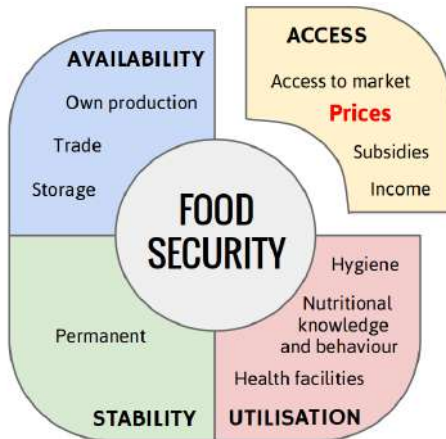 AVAILABILITY
Own production
Trade
Storage
ACCESS
Access to market
Prices
Subsidies
Income
FOOD
SECURITY
Permanent
STABILITY
Hygiene
Nutritional
knowledge
and behaviour
Health facilities
UTILISATION